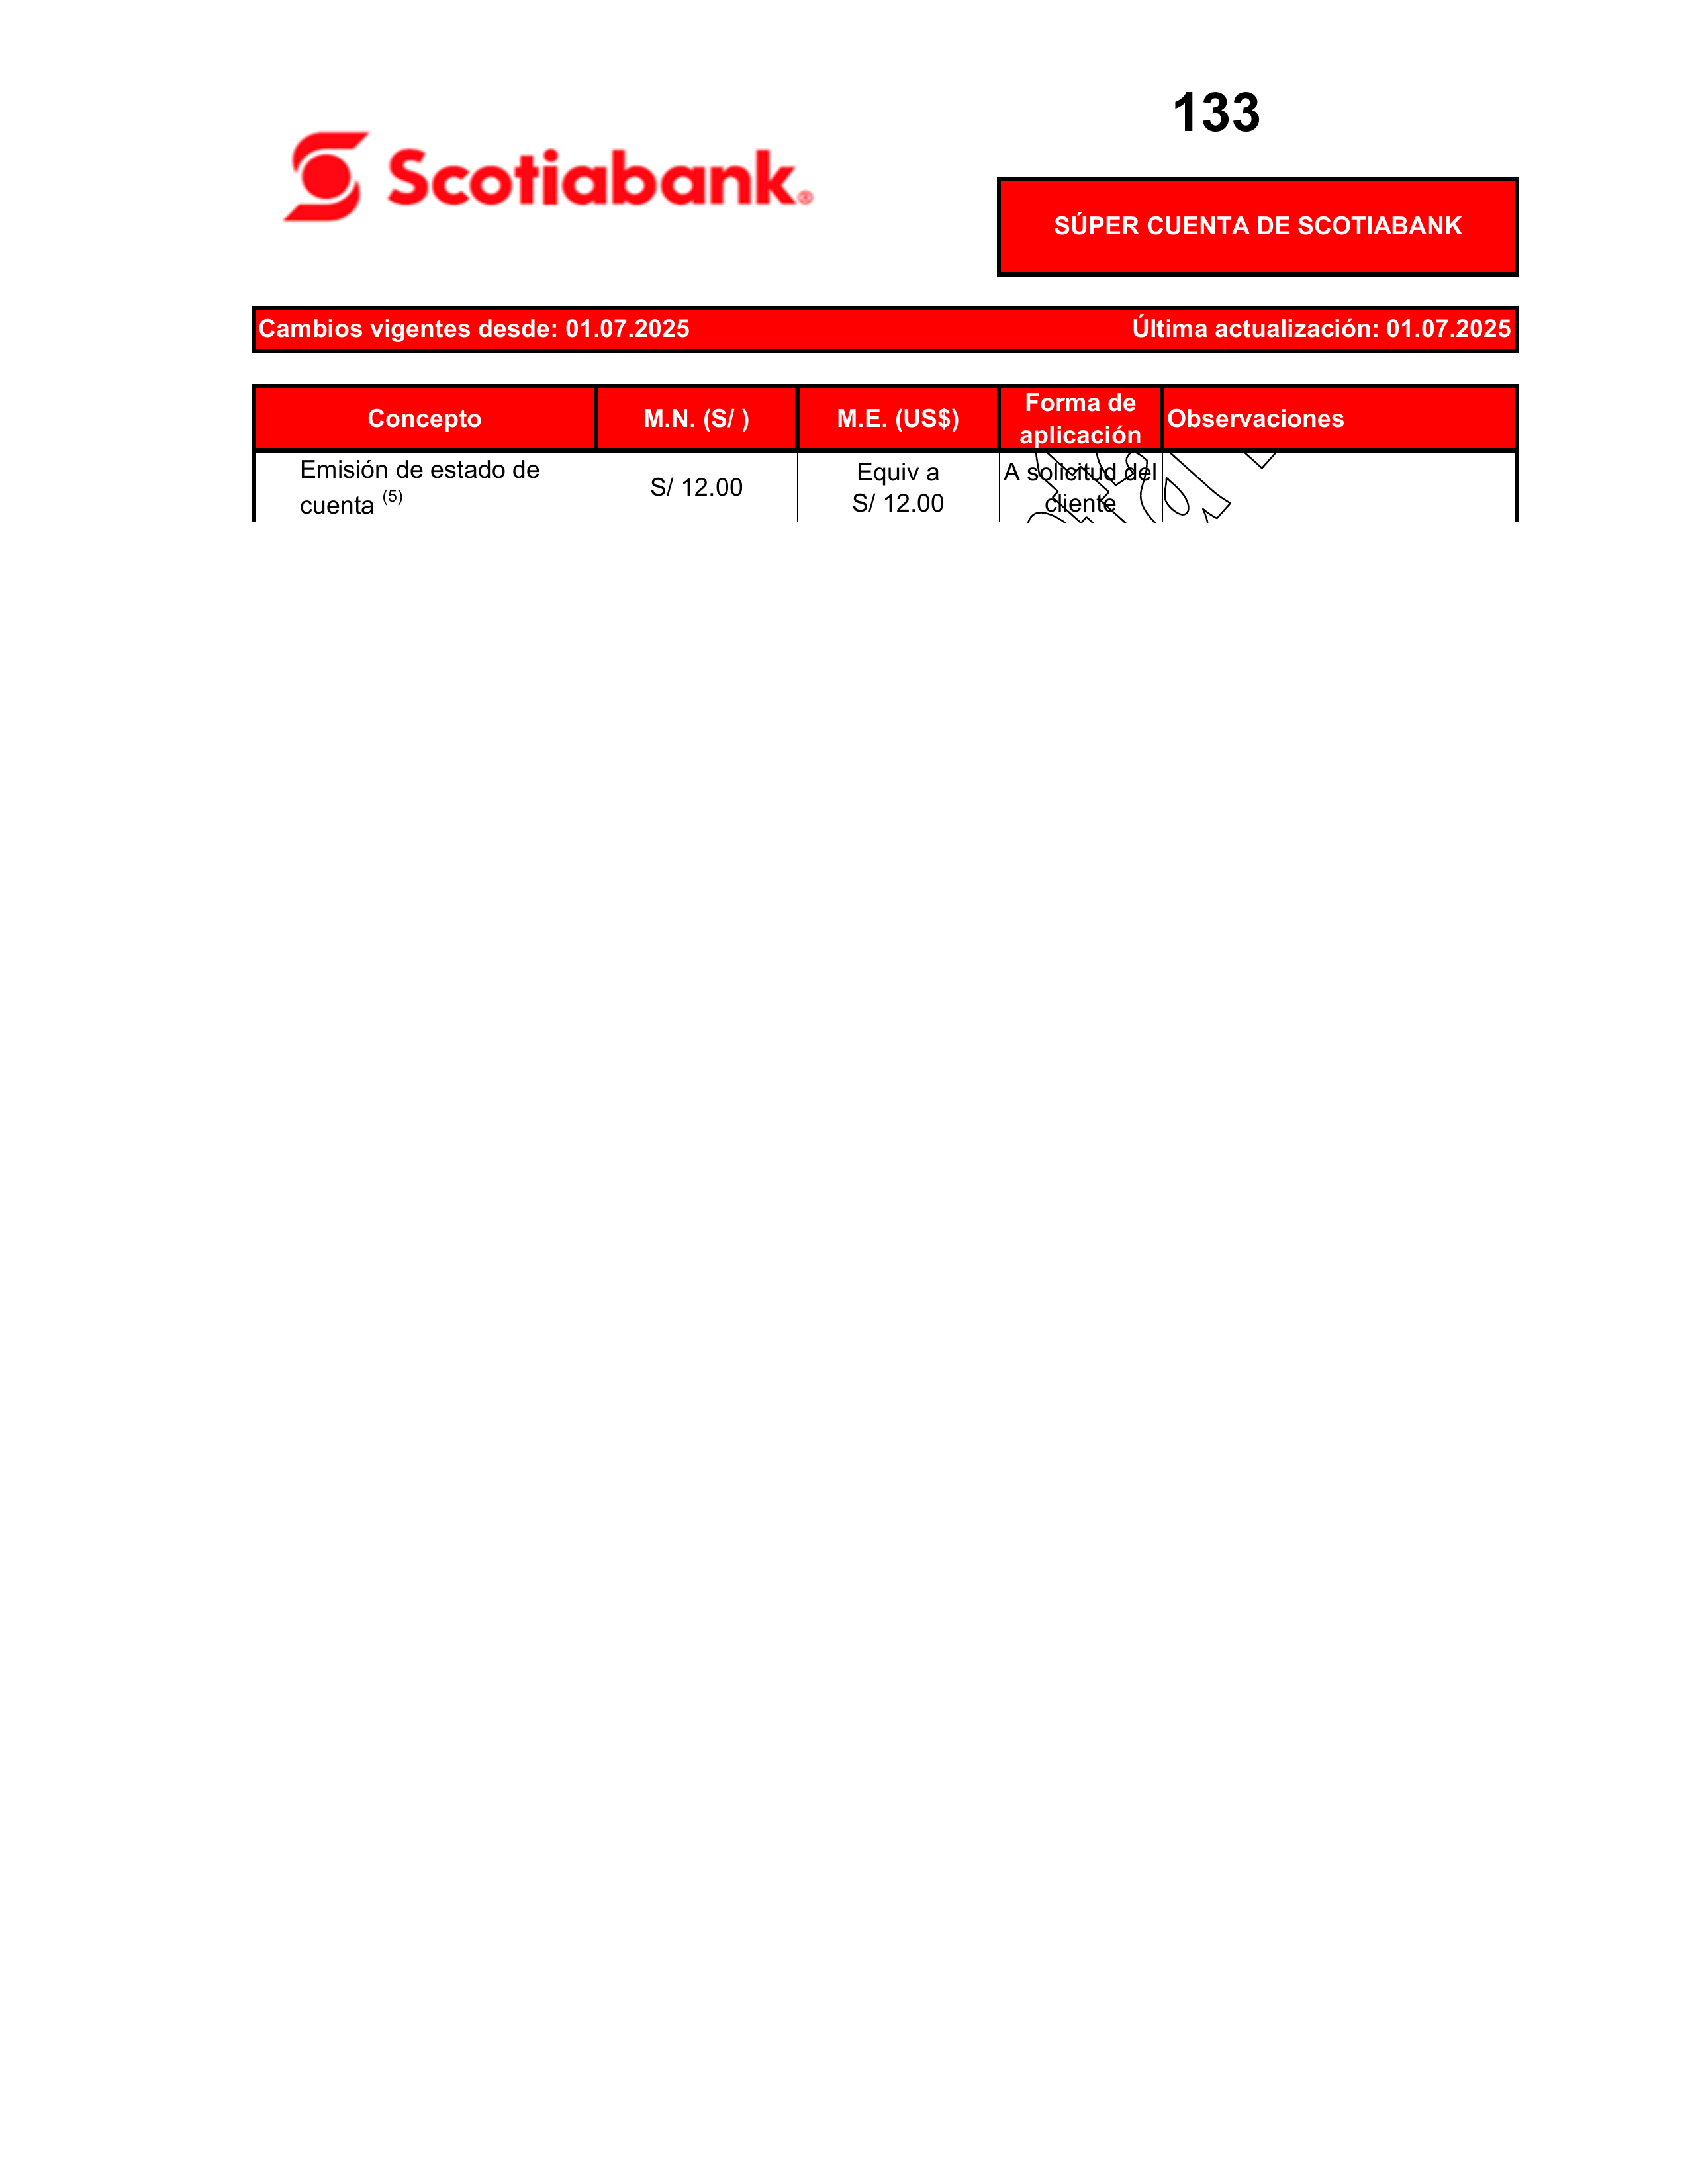 133
Scotiabank®
SÚPER CUENTA DE SCOTIABANK
Cambios vigentes desde: 01.07.2025 Última actualización: 01.07.2025
Concepto M.N. (S/ ) M.E. (US$) Forma de aplicación Observaciones
Emisión de estado de
cuenta (5)
S/ 12.00
Equiv a
S/ 12.00
A solicitud del
cliente